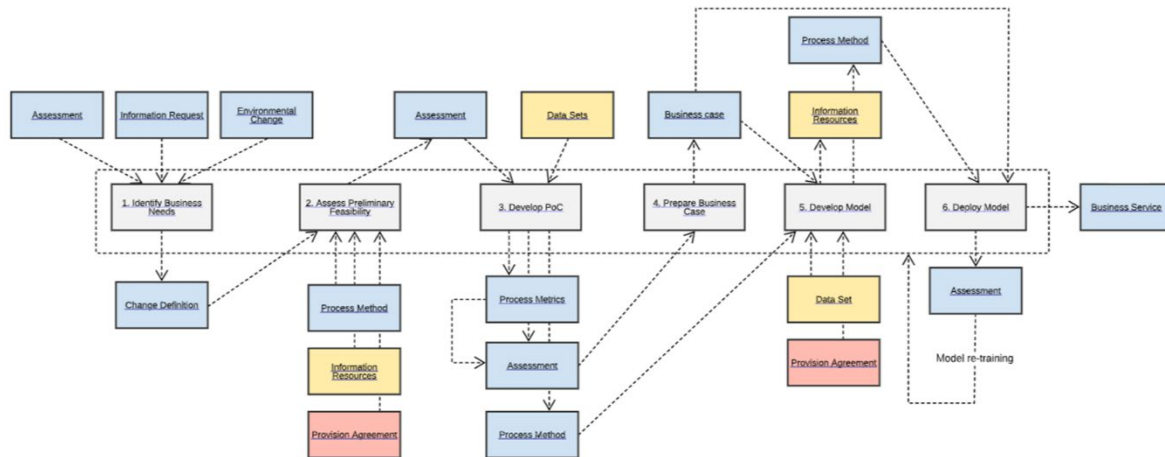 Process Method
Assessment
Information Request
Environmental
Change
Assessment
Data Sets
Business case
Information
Resources
1. Identify Business
Needs
2. Assess Preliminary
Feasibility
3. Develop PoC
4. Prepare Business
Case
5. Develop Model
6. Deploy Model
Business Service
Change Definition
Process Method
Process Metrics
Data Set
Assessment
Information
Resources
Assessment
Provision Agreement
Model re-training
Provision Agreement
Process Method